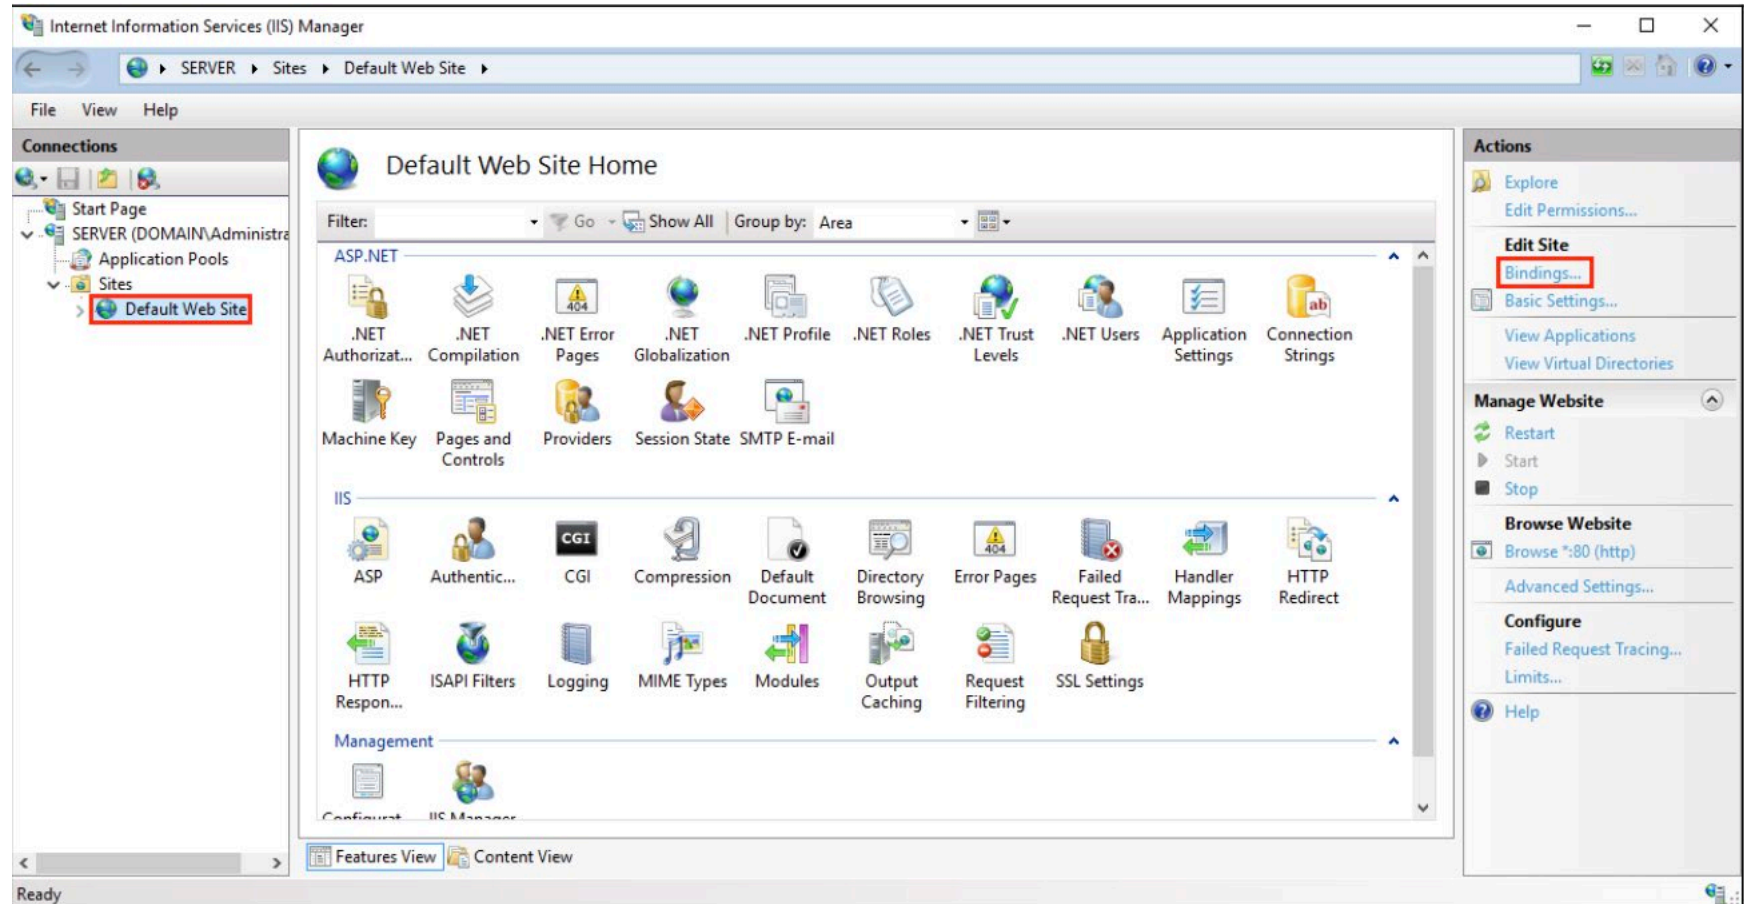 Internet Information Services (IIS) Manager
SERVER Sites Default Web Site
File View Help
Connections
Start Page
SERVER (DOMAIN\Administra
Application Pools
Sites
Default Web Site
Default Web Site Home
Filter: Go Show All Group by: Area
ASP.NET
.NET Authorizat...
.NET Compilation
.NET Error Pages
.NET Globalization
.NET Profile
.NET Roles
.NET Trust Levels
.NET Users
Application Settings
Connection Strings
Machine Key
Pages and Controls
Providers
Session State
SMTP E-mail
IIS
ASP
Authentic...
CGI
Compression
Default Document
Directory Browsing
Error Pages
Failed Request Tra...
Handler Mappings
HTTP Redirect
HTTP Respon...
ISAPI Filters
Logging
MIME Types
Modules
Output Caching
Request Filtering
SSL Settings
Management
Configurat
IIS Manager
Features View Content View
Actions
Explore
Edit Permissions...
Edit Site
Bindings...
Basic Settings...
View Applications
View Virtual Directories
Manage Website
Restart
Start
Stop
Browse Website
Browse *:80 (http)
Advanced Settings...
Configure
Failed Request Tracing...
Limits...
Help
Ready